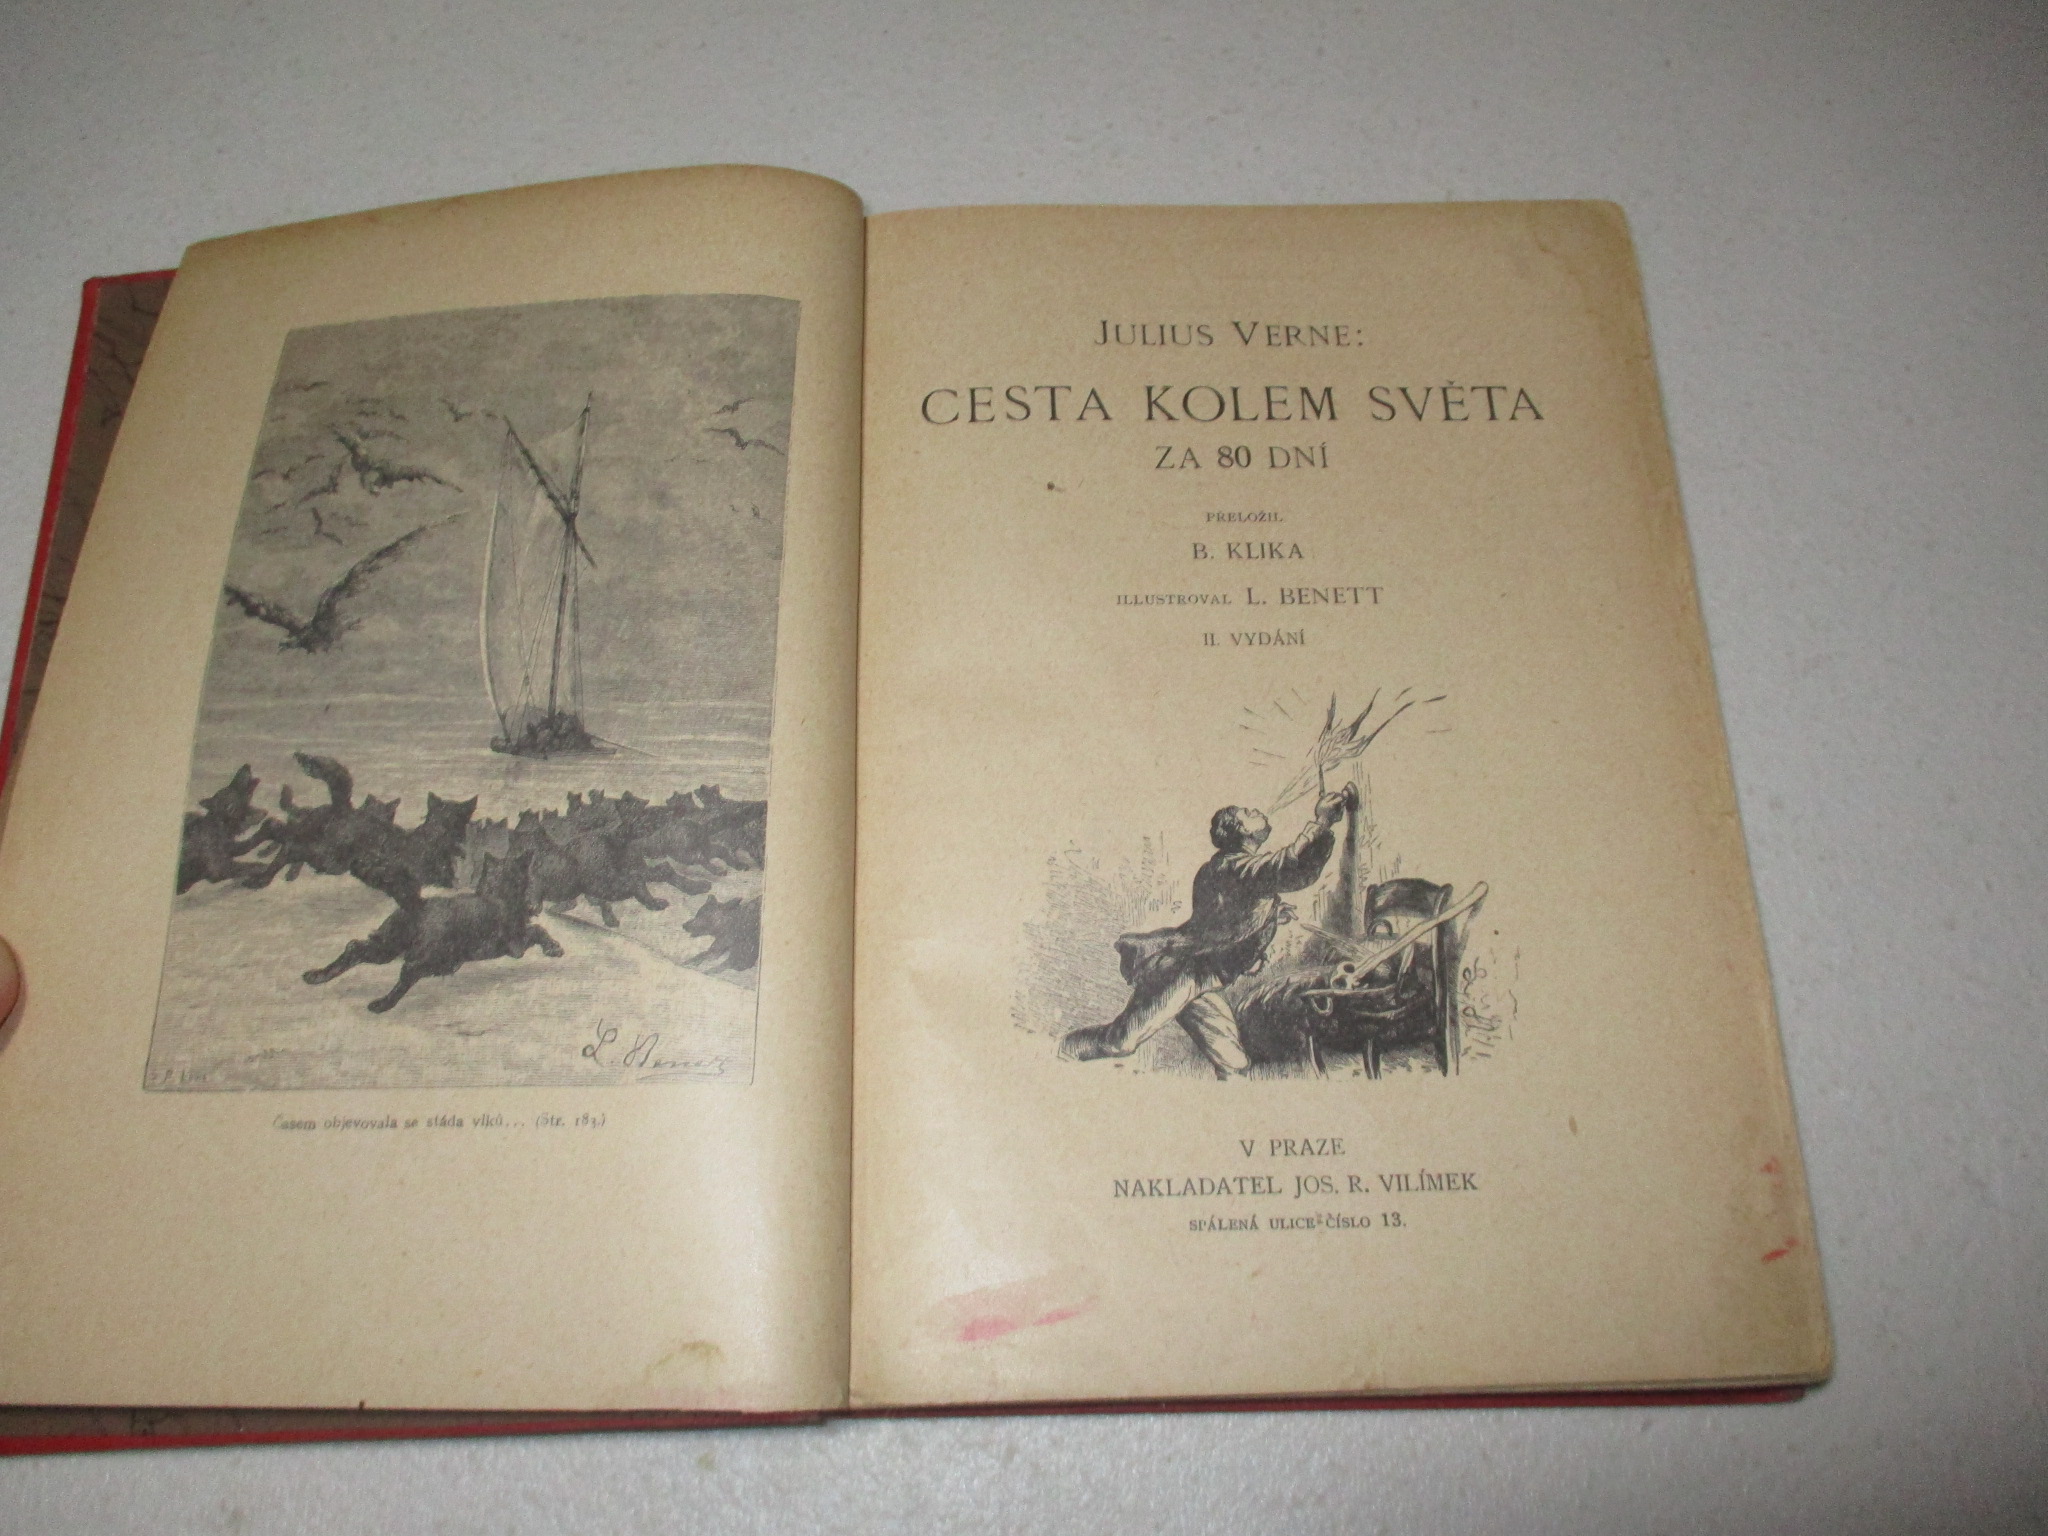 L. Benett
Časem objevovala se stáda vlků... (Str. 183.)
JULIUS VERNE:
CESTA KOLEM SVĚTA
ZA 80 DNÍ
PŘELOŽIL
B. KLIKA
ILLUSTROVAL L. BENETT
II. VYDÁNÍ
V PRAZE
NAKLADATEL JOS. R. VILÍMEK
SPÁLENÁ ULICE ČÍSLO 13.